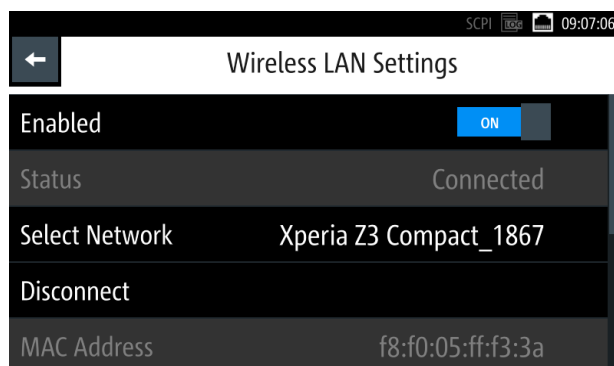 SCPI LOG 09:07:06
Wireless LAN Settings
Enabled ON
Status Connected
Select Network Xperia Z3 Compact_1867
Disconnect
MAC Address f8:f0:05:ff:f3:3a